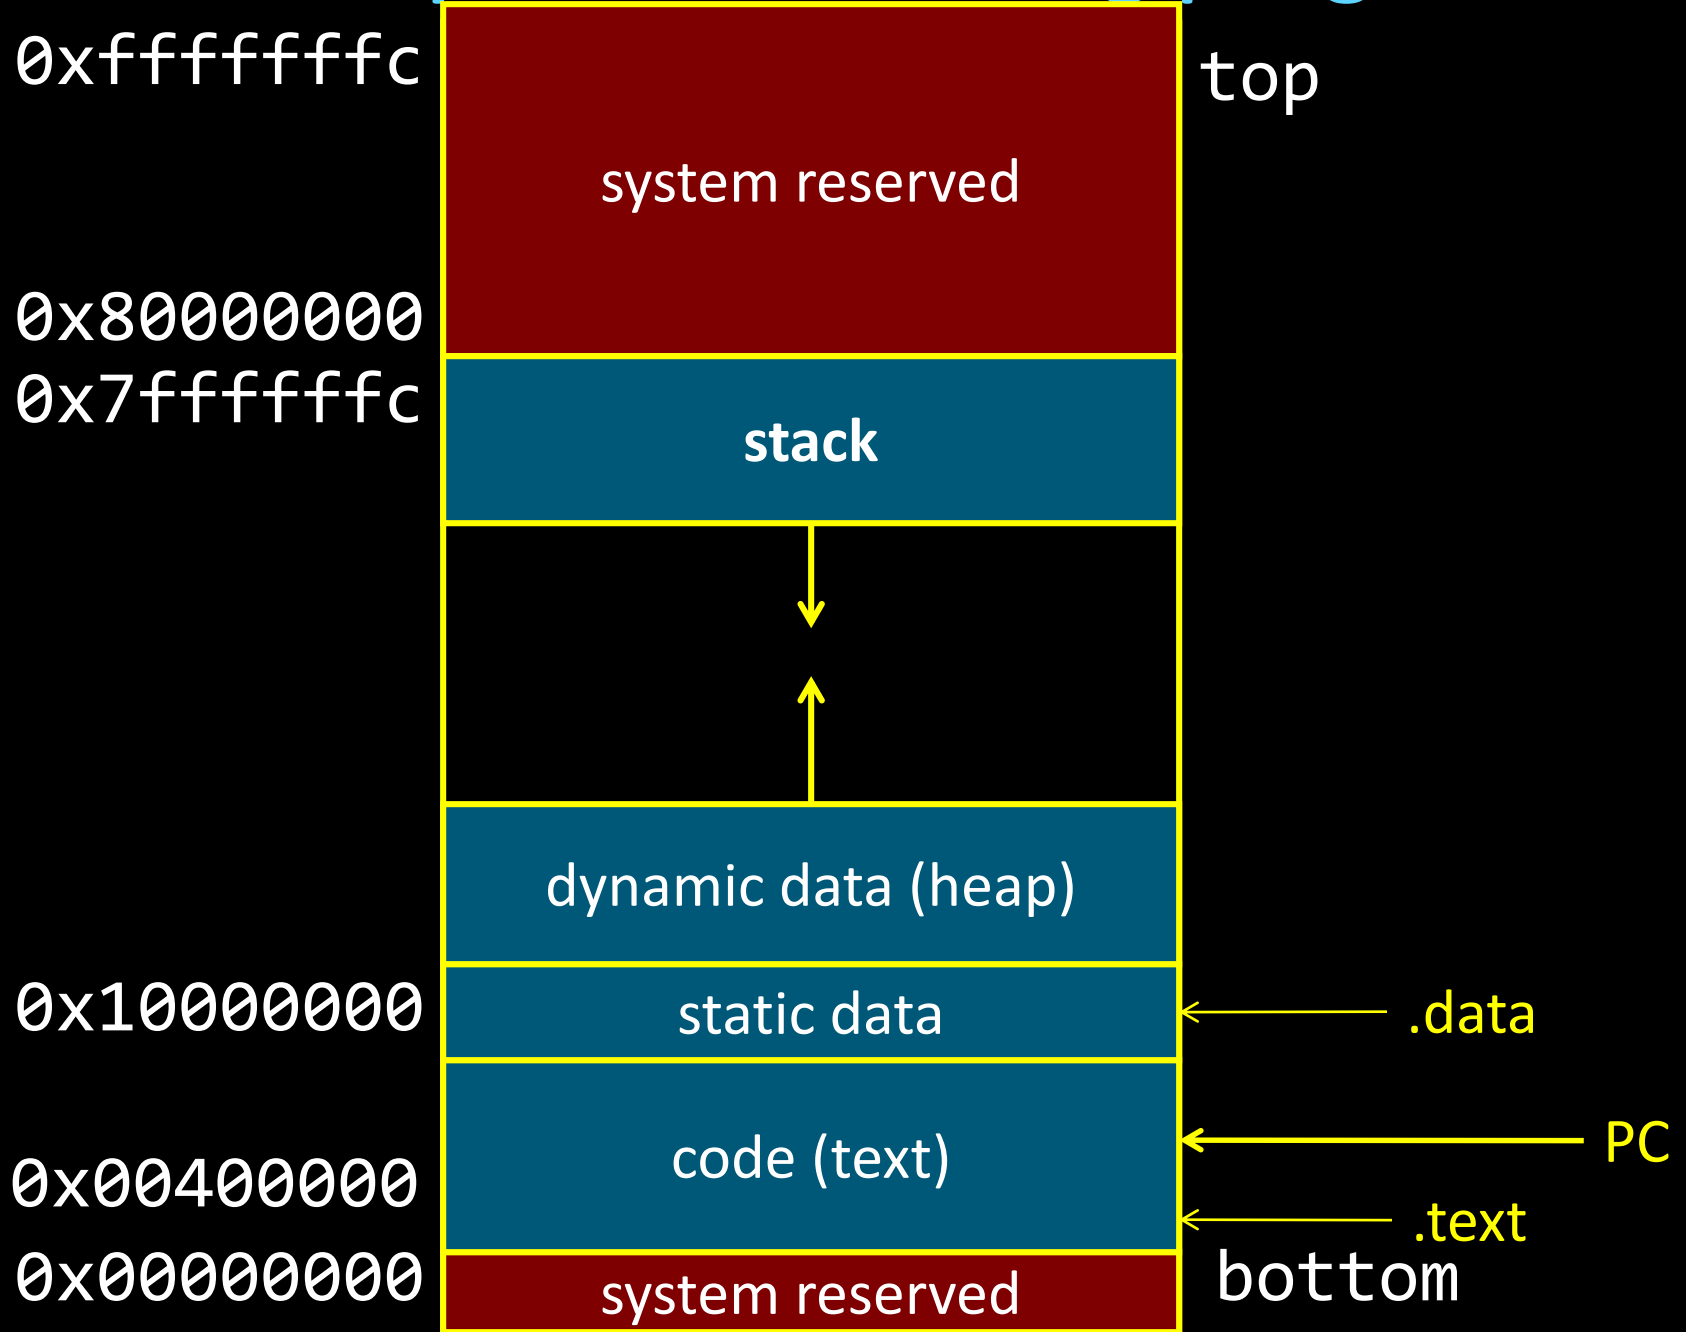 0xfffffffc
top
system reserved
0x80000000
0x7ffffffc
stack
dynamic data (heap)
0x10000000
static data
.data
PC
code (text)
0x00400000
.text
0x00000000
system reserved
bottom